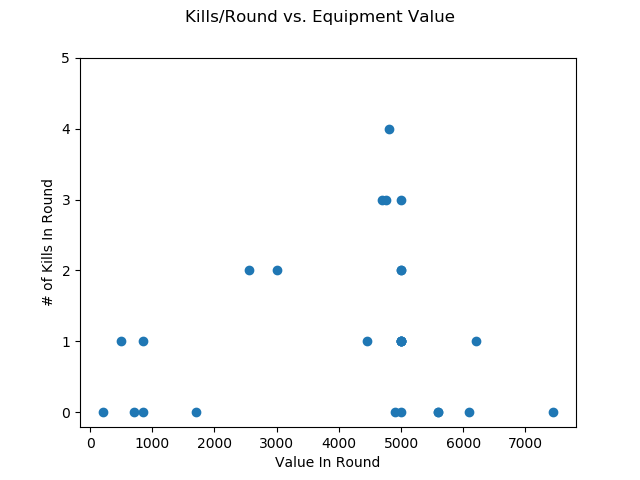 Kills/Round vs. Equipment Value
5
4
3
2
1
0
# of Kills In Round
0 1000 2000 3000 4000 5000 6000 7000
Value In Round